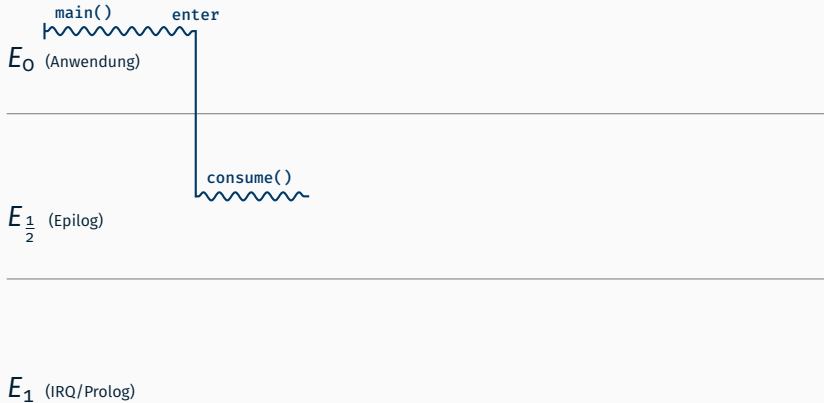 main() enter
E0 (Anwendung)
consume()
E1/2 (Epilog)
E1 (IRQ/Prolog)